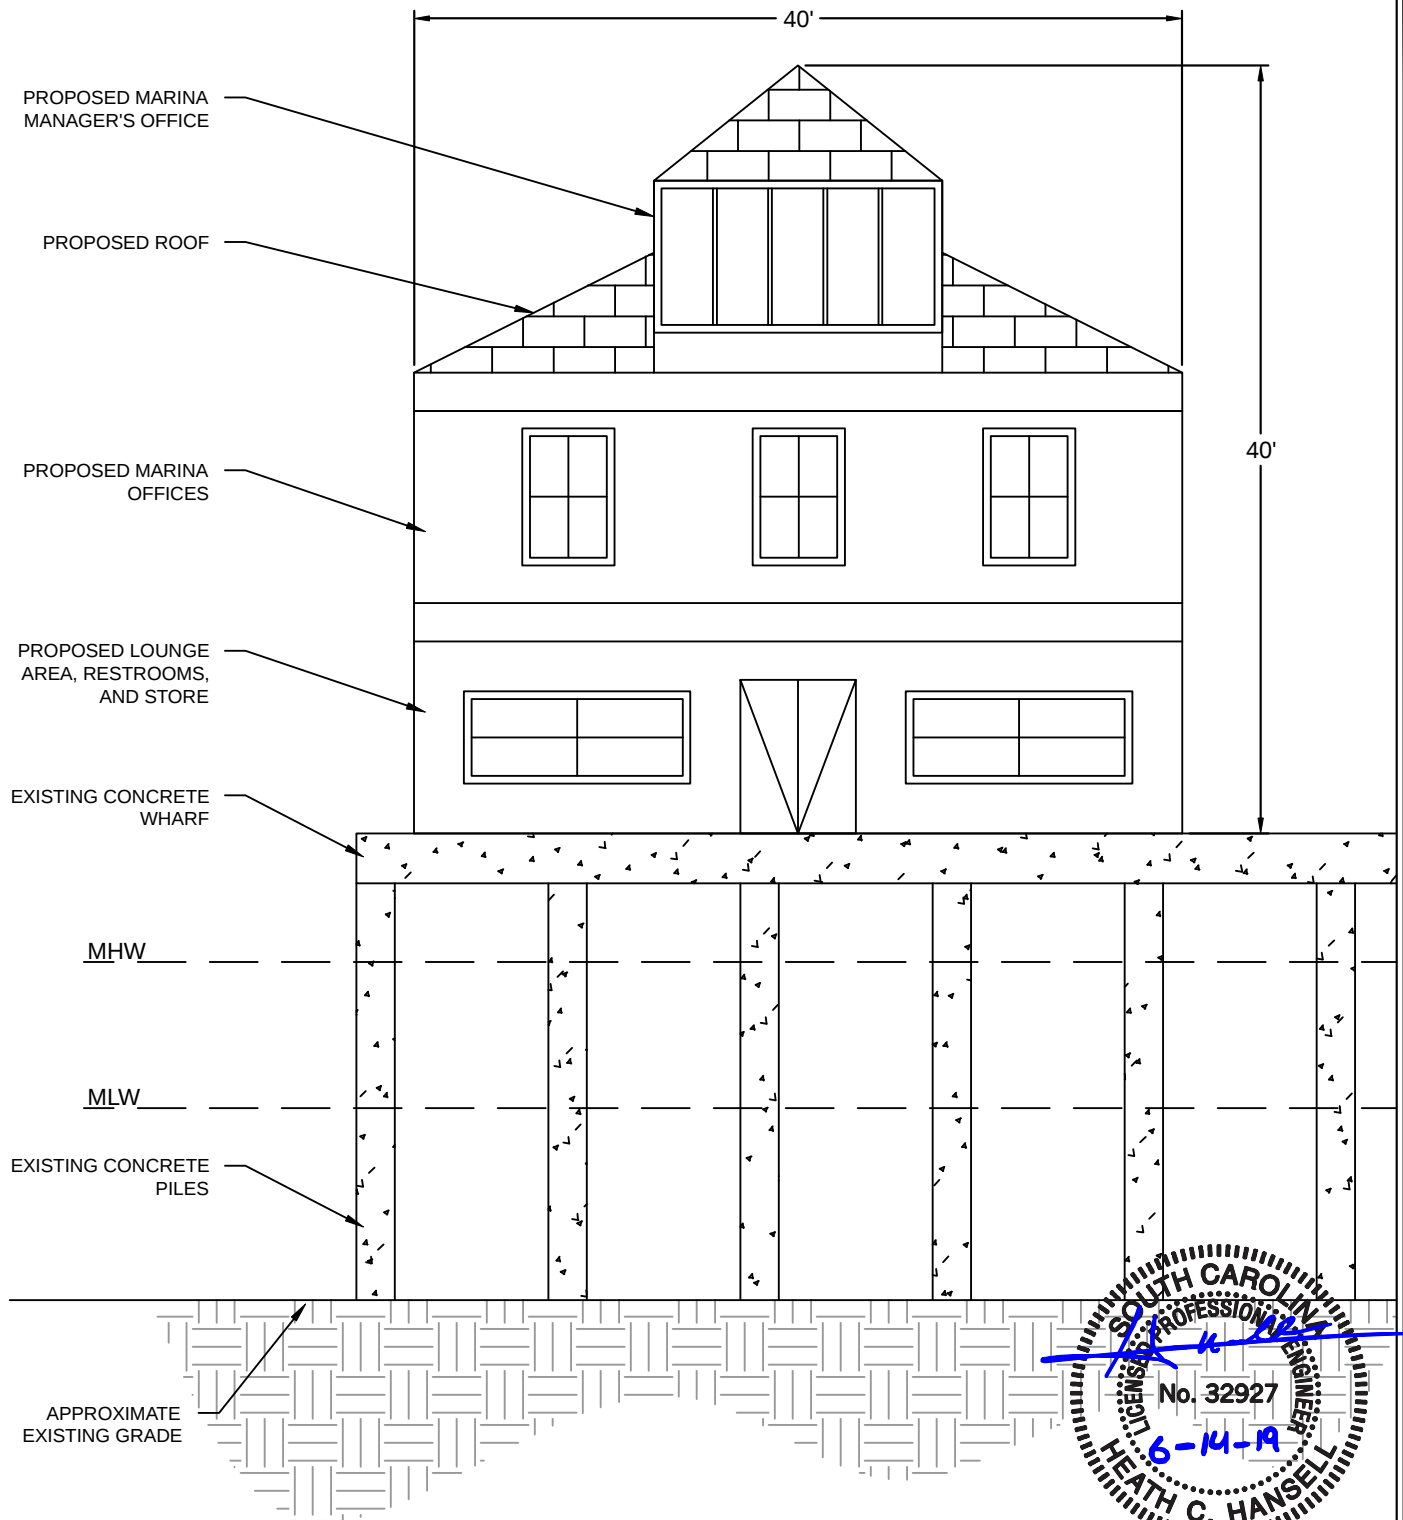 40'
PROPOSED MARINA
MANAGER'S OFFICE
PROPOSED ROOF
40'
PROPOSED MARINA
OFFICES
PROPOSED LOUNGE
AREA, RESTROOMS,
AND STORE
EXISTING CONCRETE
WHARF
MHW
MLW
EXISTING CONCRETE
PILES
APPROXIMATE
EXISTING GRADE
SOUTH CAROLINA
LICENSED PROFESSIONAL ENGINEER
No. 32927
6-14-19
HEATH C. HANSELL